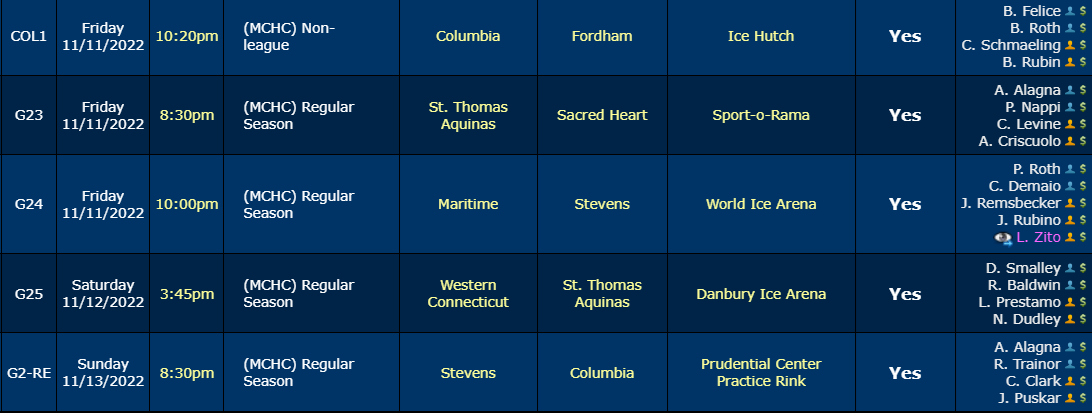 COL1 Friday 11/11/2022 10:20pm (MCHC) Non-league Columbia Fordham Ice Hutch Yes B. Felice $
B. Roth $
C. Schmaeling $
B. Rubin $
G23 Friday 11/11/2022 8:30pm (MCHC) Regular Season St. Thomas Aquinas Sacred Heart Sport-o-Rama Yes A. Alagna $
P. Nappi $
C. Levine $
A. Criscuolo $
G24 Friday 11/11/2022 10:00pm (MCHC) Regular Season Maritime Stevens World Ice Arena Yes P. Roth $
C. Demaio $
J. Remsbecker $
J. Rubino $
L. Zito $
G25 Saturday 11/12/2022 3:45pm (MCHC) Regular Season Western Connecticut St. Thomas Aquinas Danbury Ice Arena Yes D. Smalley $
R. Baldwin $
L. Prestamo $
N. Dudley $
G2-RE Sunday 11/13/2022 8:30pm (MCHC) Regular Season Stevens Columbia Prudential Center Practice Rink Yes A. Alagna $
R. Trainor $
C. Clark $
J. Puskar $